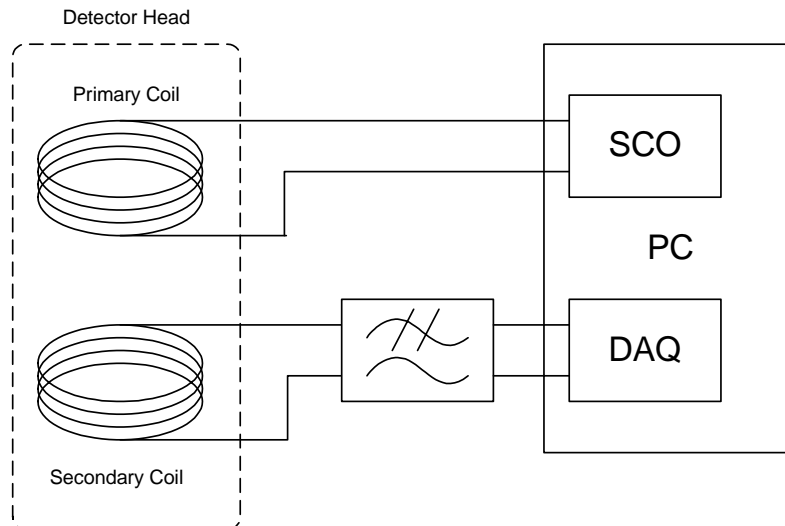 Detector Head
Primary Coil
SCO
PC
DAQ
Secondary Coil